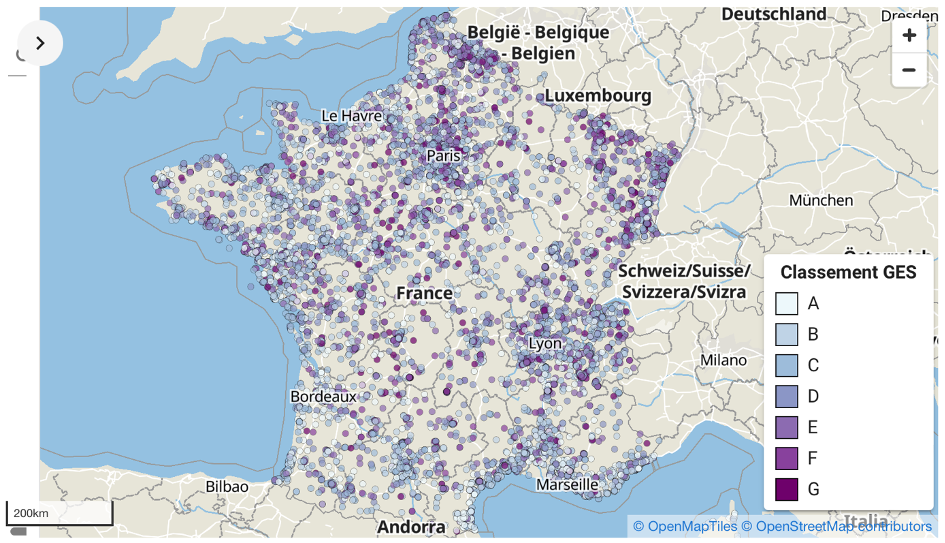 Deutschland
Dresden
België - Belgique
- Belgien
+
−
Luxembourg
Le Havre
Paris
München
Schweiz/Suisse/
Svizzera/Svizra
France
Lyon
Milano
Bordeaux
Bilbao
Marseille
Andorra
Italia
Classement GES
A
B
C
D
E
F
G
200km
© OpenMapTiles © OpenStreetMap contributors